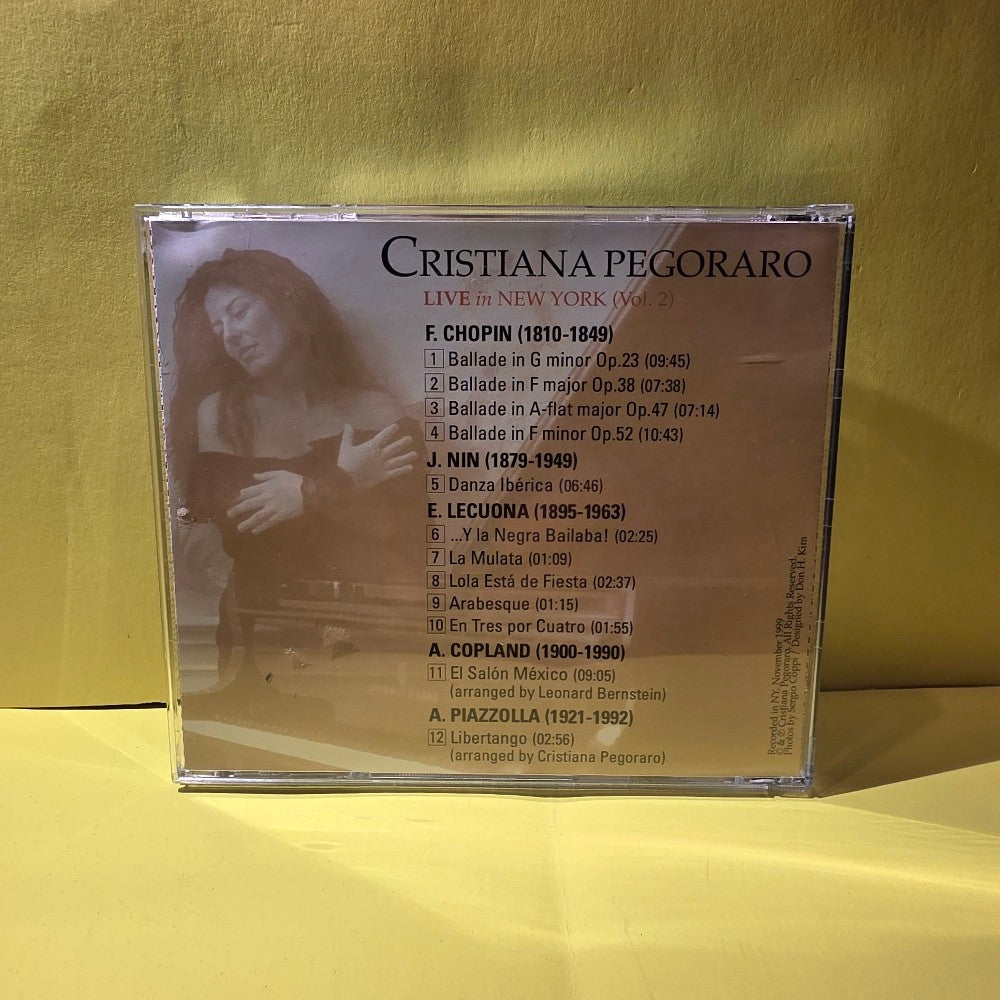 CRISTIANA PEGORARO
LIVE in NEW YORK (Vol. 2)
F. CHOPIN (1810-1849)
1 Ballade in G minor Op.23 (09:45)
2 Ballade in F major Op.38 (07:38)
3 Ballade in A-flat major Op.47 (07:14)
4 Ballade in F minor Op.52 (10:43)
J. NIN (1879-1949)
5 Danza Ibérica (06:46)
E. LECUONA (1895-1963)
6 ...Y la Negra Bailaba! (02:25)
7 La Mulata (01:09)
8 Lola Está de Fiesta (02:37)
9 Arabesque (01:15)
10 En Tres por Cuatro (01:55)
A. COPLAND (1900-1990)
11 El Salón México (09:05)
(arranged by Leonard Bernstein)
A. PIAZZOLLA (1921-1992)
12 Libertango (02:56)
(arranged by Cristiana Pegoraro)
Recorded in NY, November 1999
© & ℗ Cristiana Pegoraro. All Rights Reserved.
Photos by Sergio Coppi / Designed by Don H. Kim